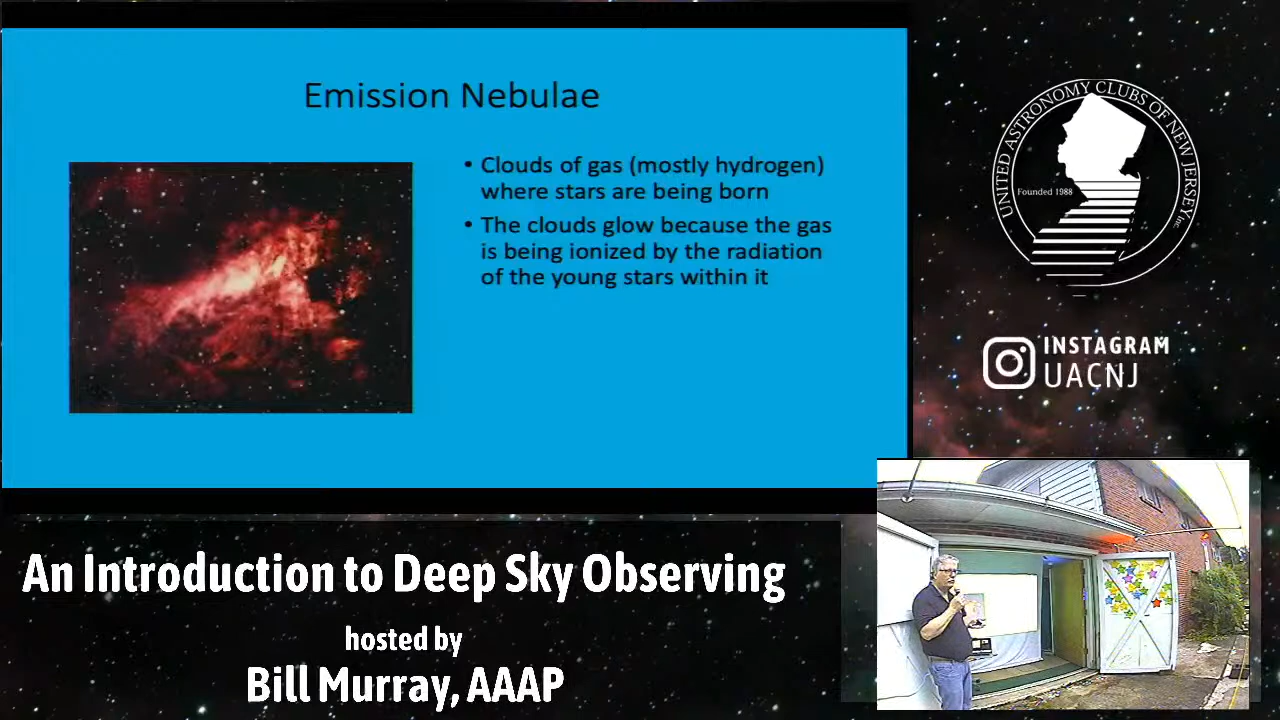 Emission Nebulae
• Clouds of gas (mostly hydrogen)
where stars are being born
• The clouds glow because the gas
is being ionized by the radiation
of the young stars within it
UNITED ASTRONOMY CLUBS OF NEW JERSEY Inc
Founded 1988
INSTAGRAM
UACNJ
An Introduction to Deep Sky Observing
hosted by
Bill Murray, AAAP